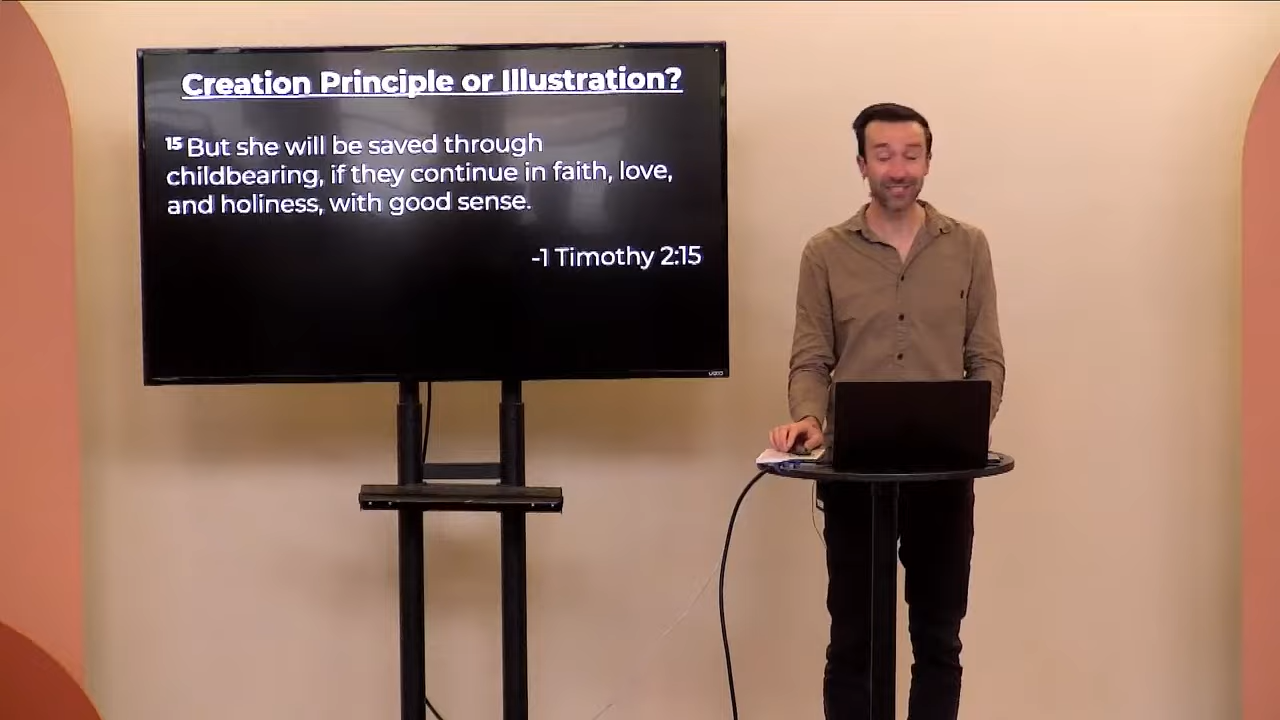 Creation Principle or Illustration?
15 But she will be saved through
childbearing, if they continue in faith, love,
and holiness, with good sense.
-1 Timothy 2:15
VIZIO